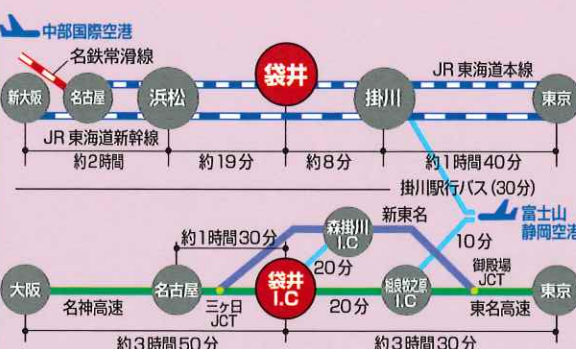 中部国際空港
名鉄常滑線
袋井
JR東海道本線
新大阪
名古屋
浜松
掛川
東京
JR東海道新幹線
約2時間
約19分
約8分
約1時間40分
掛川駅行バス(30分)
富士山
静岡空港
新東名
森掛川
I.C
約1時間30分
20分
10分
大阪
名神高速
名古屋
三ヶ日
JCT
袋井
I.C
20分
相良牧之原
I.C
御殿場
JCT
東名高速
東京
約3時間50分
約3時間30分